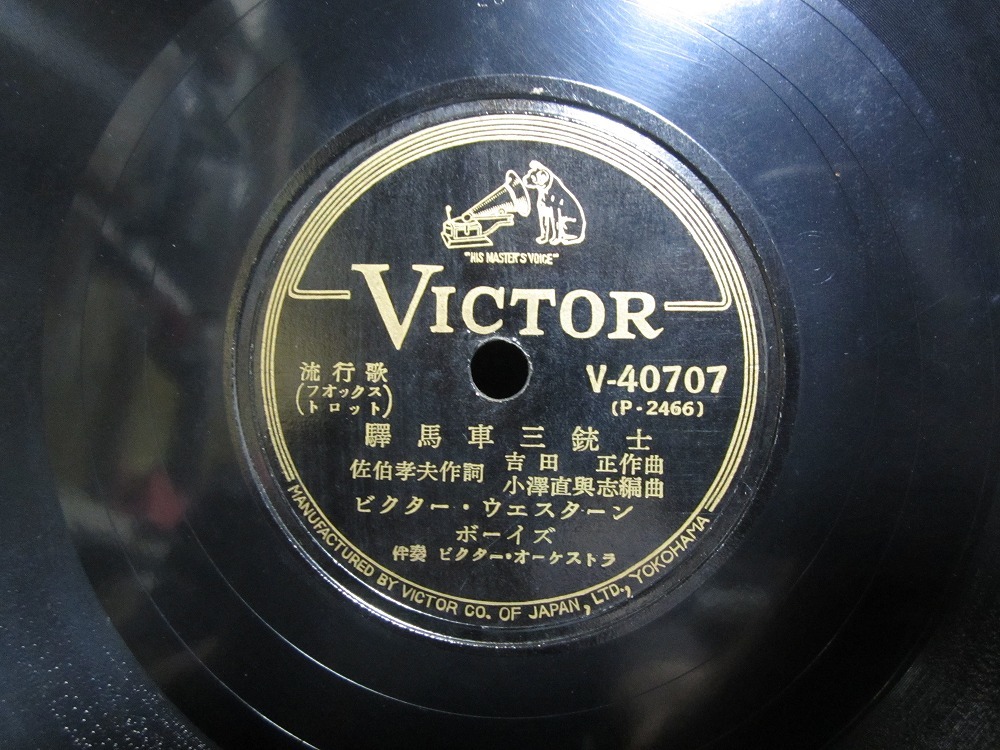 "HIS MASTER'S VOICE"
VICTOR
流行歌
(フオックス
トロット)
V-40707
(P-2466)
驛馬車三銃士
佐伯孝夫作詞
吉田 正作曲
小澤直與志編曲
ビクター・ウエスターン
ボーイズ
伴奏 ビクター・オーケストラ
MANUFACTURED BY VICTOR CO. OF JAPAN, LTD., YOKOHAMA